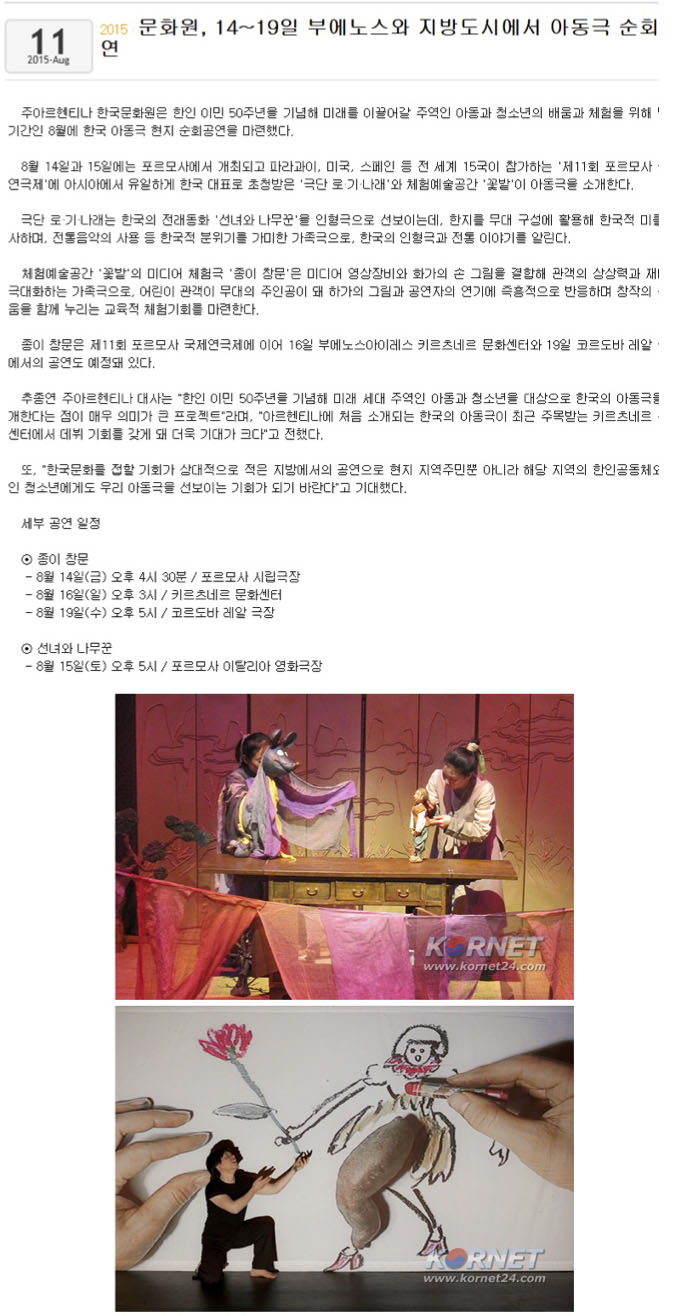 11
2015-Aug
2015 문화원, 14~19일 부에노스와 지방도시에서 아동극 순회
연
주아르헨티나 한국문화원은 한인 이민 50주년을 기념해 미래를 이끌어갈 주역인 아동과 청소년의 배움과 체험을 위해
기간인 8월에 한국 아동극 현지 순회공연을 마련했다.
8월 14일과 15일에는 포르모사에서 개최되고 파라과이, 미국, 스페인 등 전 세계 15국이 참가하는 '제11회 포르모사
연극제'에 아시아에서 유일하게 한국 대표로 초청받은 '극단 로·기·나래'와 체험예술공간 '꽃밭'이 아동극을 소개한다.
극단 로·기·나래는 한국의 전래동화 '선녀와 나무꾼'을 인형극으로 선보이는데, 한지를 무대 구성에 활용해 한국적 미를
사하며, 전통음악의 사용 등 한국적 분위기를 가미한 가족극으로, 한국의 인형극과 전통 이야기를 알린다.
체험예술공간 '꽃밭'의 미디어 체험극 '종이 창문'은 미디어 영상장비와 화가의 손 그림을 결합해 관객의 상상력과
극대화하는 가족극으로, 어린이 관객이 무대의 주인공이 돼 하가의 그림과 공연자의 연기에 즉흥적으로 반응하며 창작의
움을 함께 누리는 교육적 체험기회를 마련한다.
종이 창문은 제11회 포르모사 국제연극제에 이어 16일 부에노스아이레스 키르츠네르 문화센터와 19일 코르도바 레알
에서의 공연도 예정돼 있다.
추종연 주아르헨티나 대사는 "한인 이민 50주년을 기념해 미래 세대 주역인 아동과 청소년을 대상으로 한국의 아동극을
개한다는 점이 매우 의미가 큰 프로젝트"라며, "아르헨티나에 처음 소개되는 한국의 아동극이 최근 주목받는 키르츠네르
센터에서 데뷔 기회를 갖게 돼 더욱 기대가 크다"고 전했다.
또, "한국문화를 접할 기회가 상대적으로 적은 지방에서의 공연으로 현지 지역주민뿐 아니라 해당 지역의 한인공동체와
인 청소년에게도 우리 아동극을 선보이는 기회가 되기 바란다"고 기대했다.
세부 공연 일정
⊙ 종이 창문
- 8월 14일(금) 오후 4시 30분 / 포르모사 시립극장
- 8월 16일(일) 오후 3시 / 키르츠네르 문화센터
- 8월 19일(수) 오후 5시 / 코르도바 레알 극장
⊙ 선녀와 나무꾼
- 8월 15일(토) 오후 5시 / 포르모사 이탈리아 영화극장
KORNET
www.kornet24.com
KORNET
www.kornet24.com